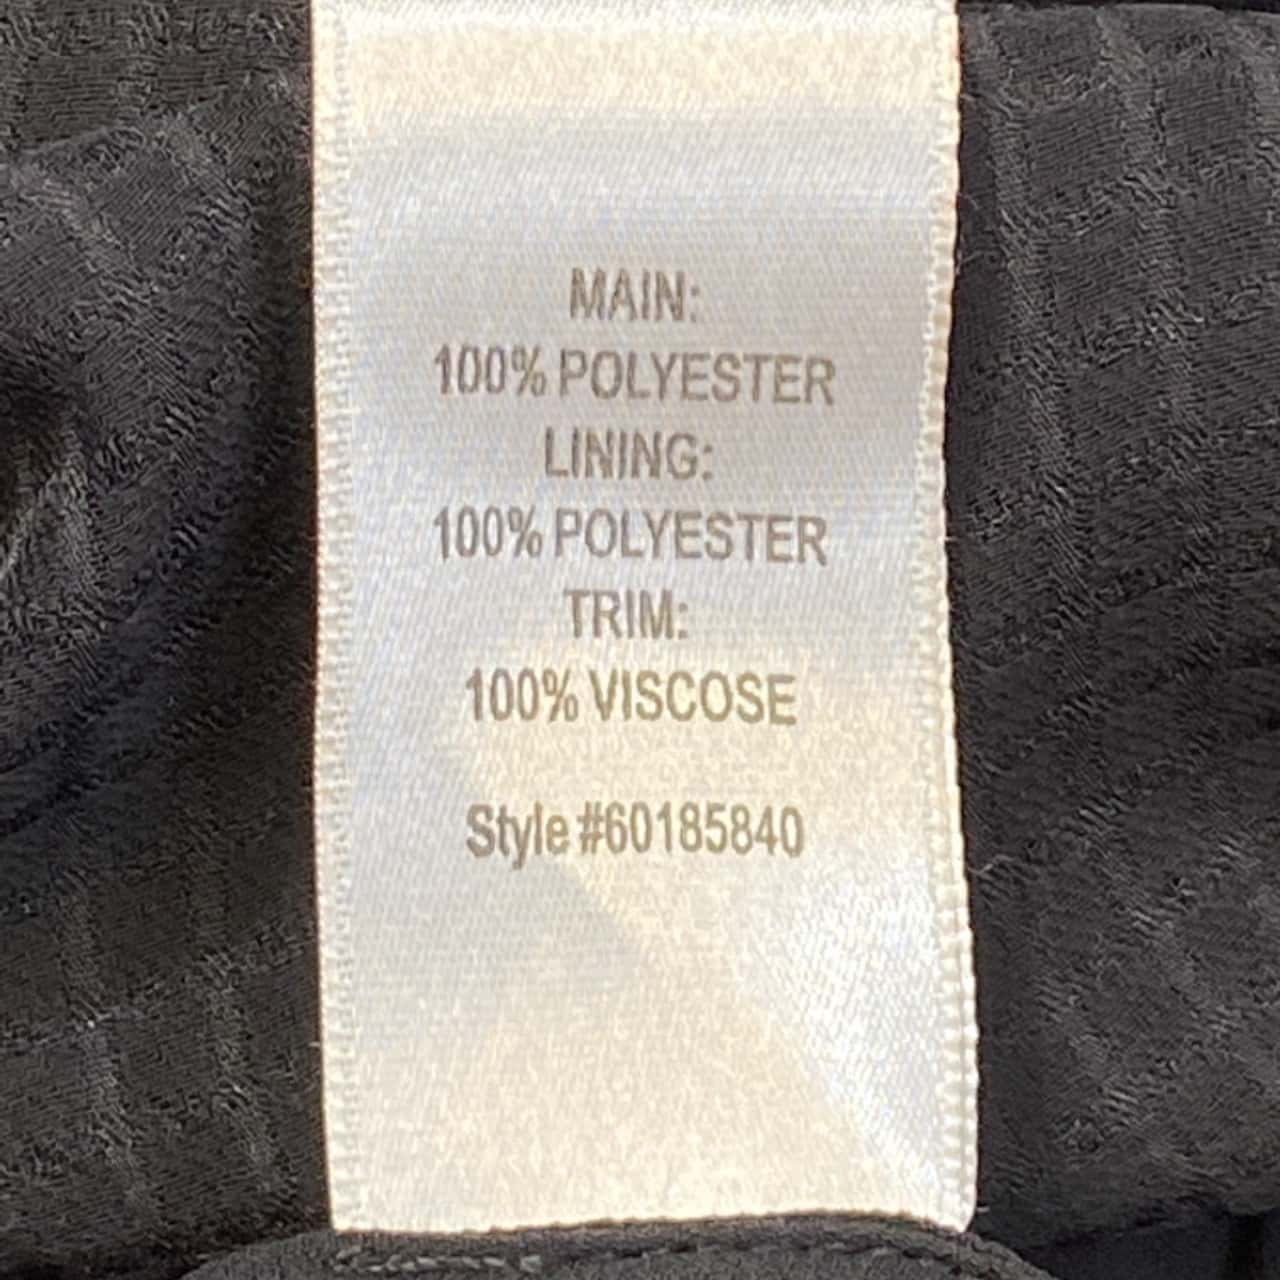 MAIN:
100% POLYESTER
LINING:
100% POLYESTER
TRIM:
100% VISCOSE
Style #60185840